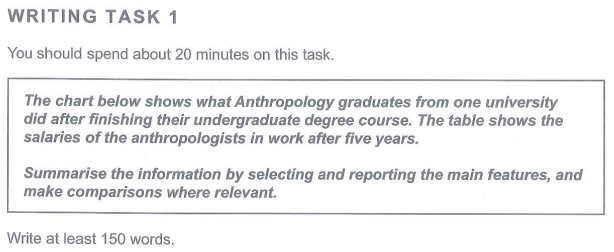 WRITING TASK 1
You should spend about 20 minutes on this task.
The chart below shows what Anthropology graduates from one university
did after finishing their undergraduate degree course. The table shows the
salaries of the anthropologists in work after five years.
Summarise the information by selecting and reporting the main features, and
make comparisons where relevant.
Write at least 150 words.